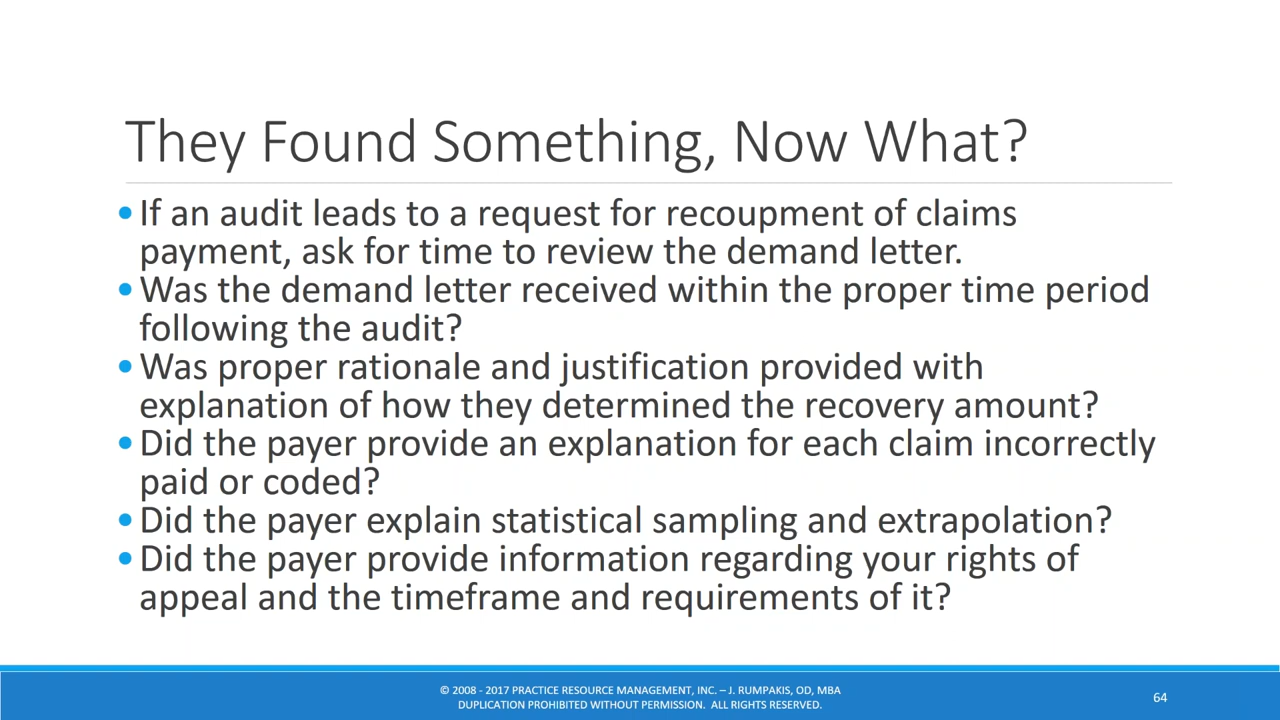 They Found Something, Now What?
•If an audit leads to a request for recoupment of claims
payment, ask for time to review the demand letter.
•Was the demand letter received within the proper time period
following the audit?
•Was proper rationale and justification provided with
explanation of how they determined the recovery amount?
•Did the payer provide an explanation for each claim incorrectly
paid or coded?
•Did the payer explain statistical sampling and extrapolation?
•Did the payer provide information regarding your rights of
appeal and the timeframe and requirements of it?
© 2008 - 2017 PRACTICE RESOURCE MANAGEMENT, INC. – J. RUMPAKIS, OD, MBA
DUPLICATION PROHIBITED WITHOUT PERMISSION. ALL RIGHTS RESERVED.
64